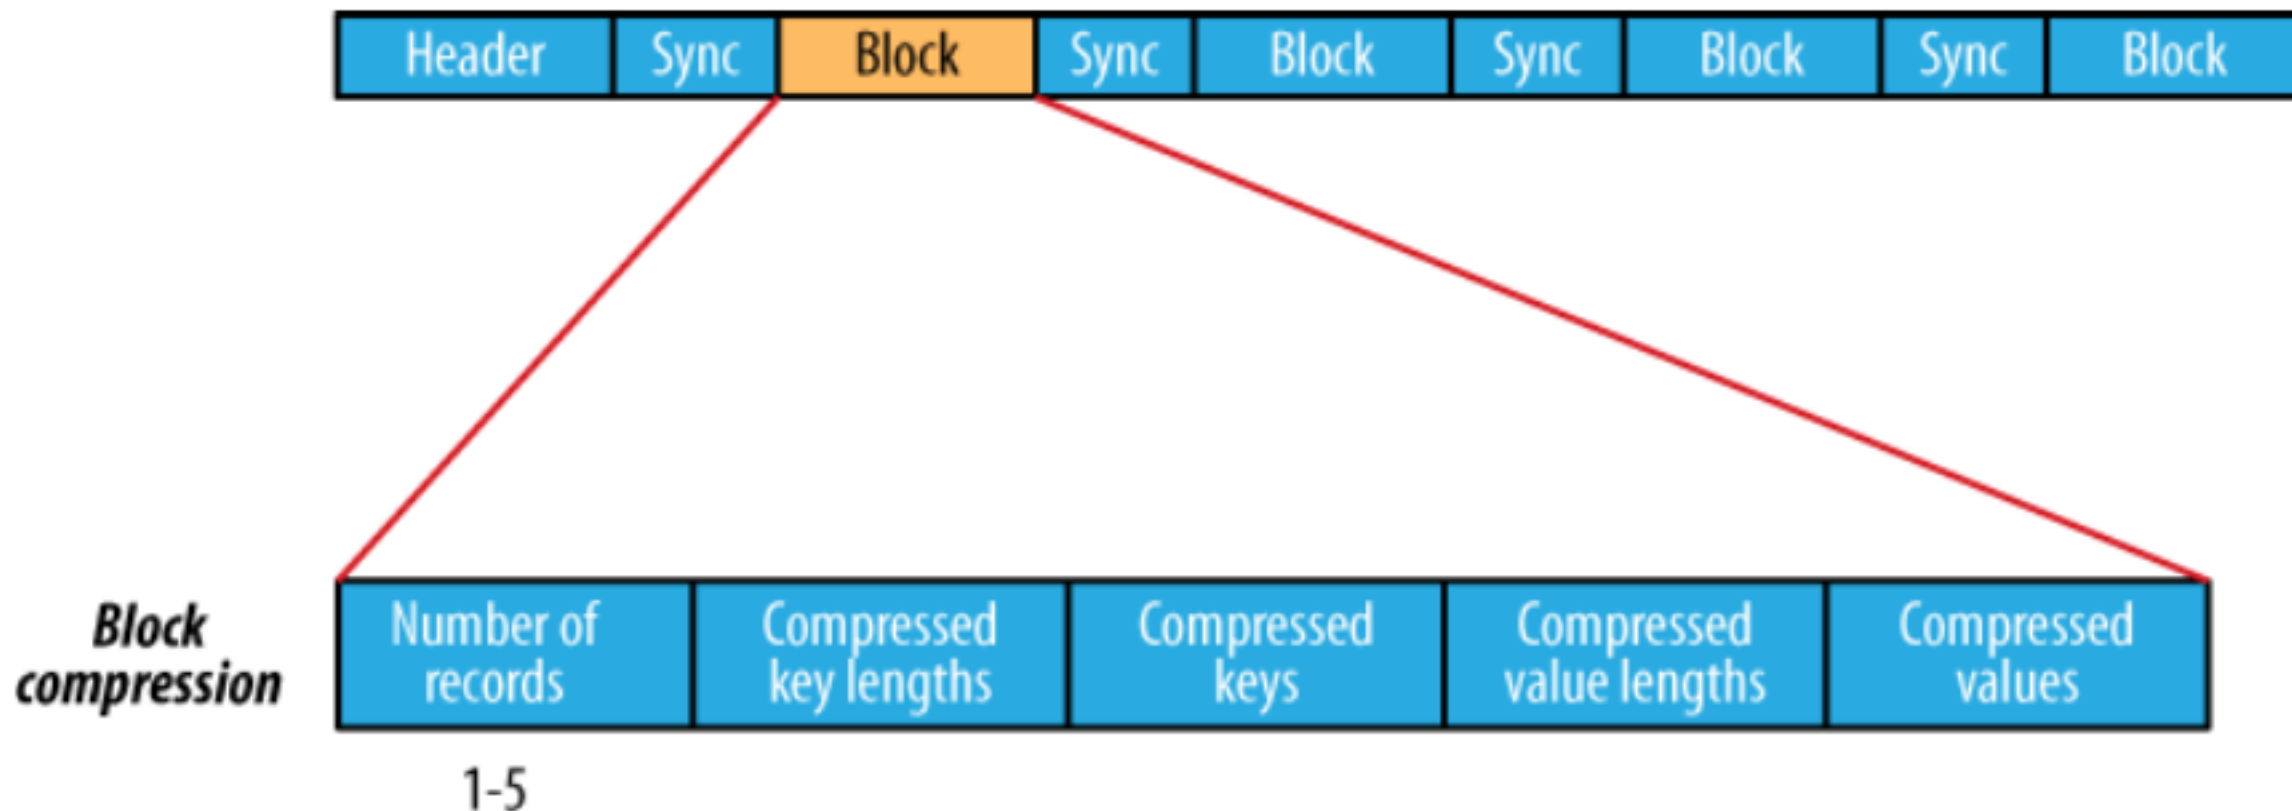 Header Sync Block Sync Block Sync Block Sync Block
Block
compression
Number of
records
Compressed
key lengths
Compressed
keys
Compressed
value lengths
Compressed
values
1-5